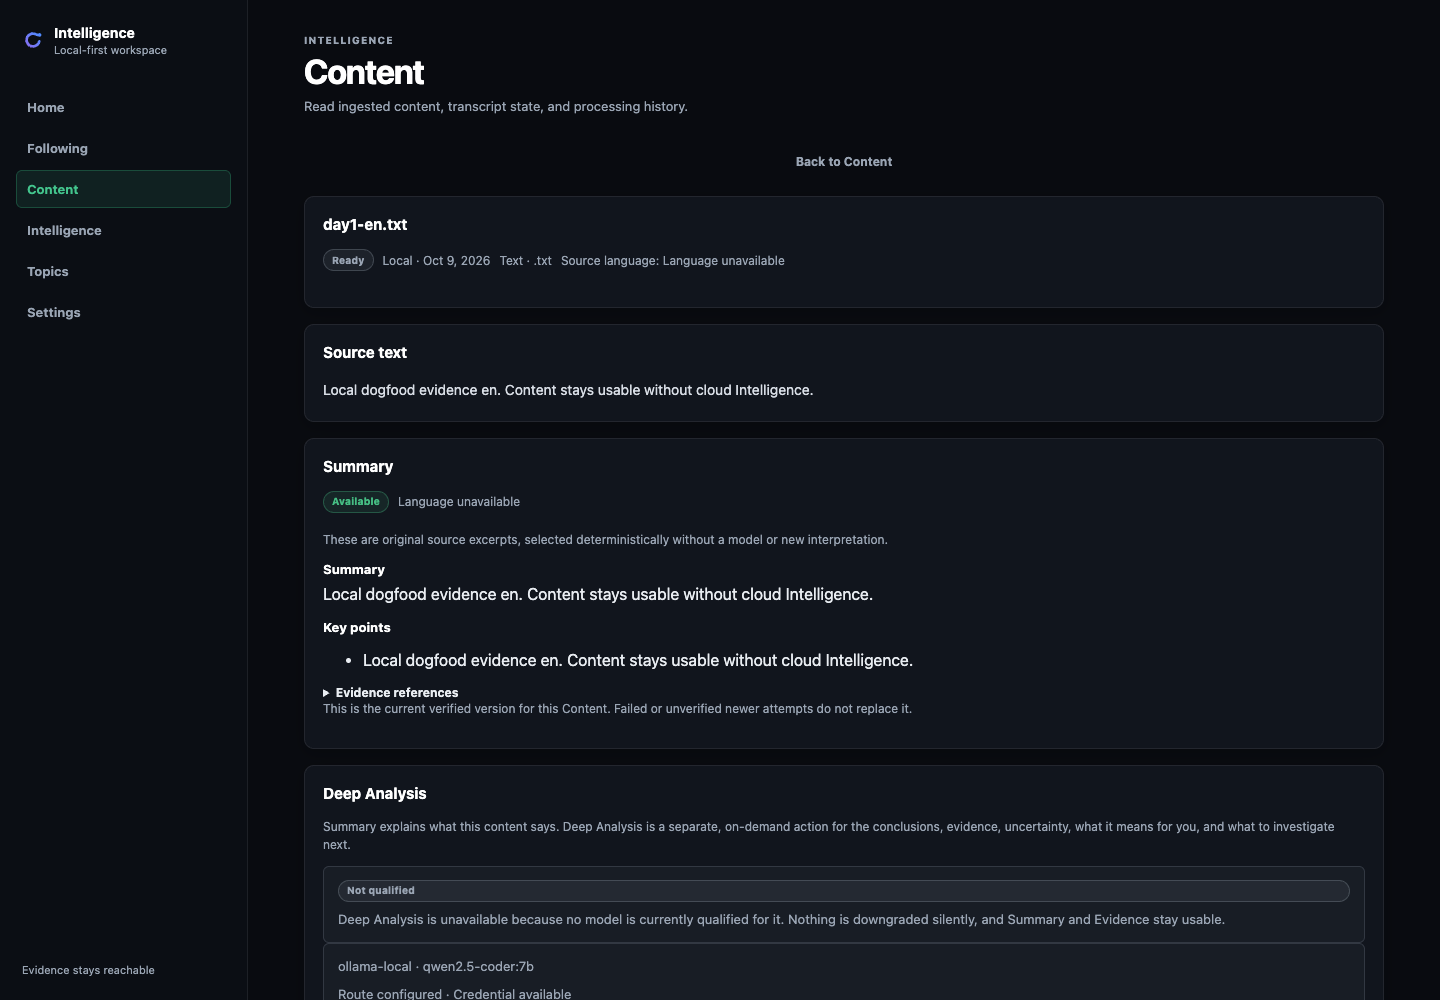 Intelligence
Local-first workspace
Home
Following
Content
Intelligence
Topics
Settings
Evidence stays reachable
INTELLIGENCE
Content
Read ingested content, transcript state, and processing history.
Back to Content
day1-en.txt
Ready Local · Oct 9, 2026 Text · .txt Source language: Language unavailable
Source text
Local dogfood evidence en. Content stays usable without cloud Intelligence.
Summary
Available Language unavailable
These are original source excerpts, selected deterministically without a model or new interpretation.
Summary
Local dogfood evidence en. Content stays usable without cloud Intelligence.
Key points
• Local dogfood evidence en. Content stays usable without cloud Intelligence.
Evidence references
This is the current verified version for this Content. Failed or unverified newer attempts do not replace it.
Deep Analysis
Summary explains what this content says. Deep Analysis is a separate, on-demand action for the conclusions, evidence, uncertainty, what it means for you, and what to investigate
next.
Not qualified
Deep Analysis is unavailable because no model is currently qualified for it. Nothing is downgraded silently, and Summary and Evidence stay usable.
ollama-local · qwen2.5-coder:7b
Route configured · Credential available